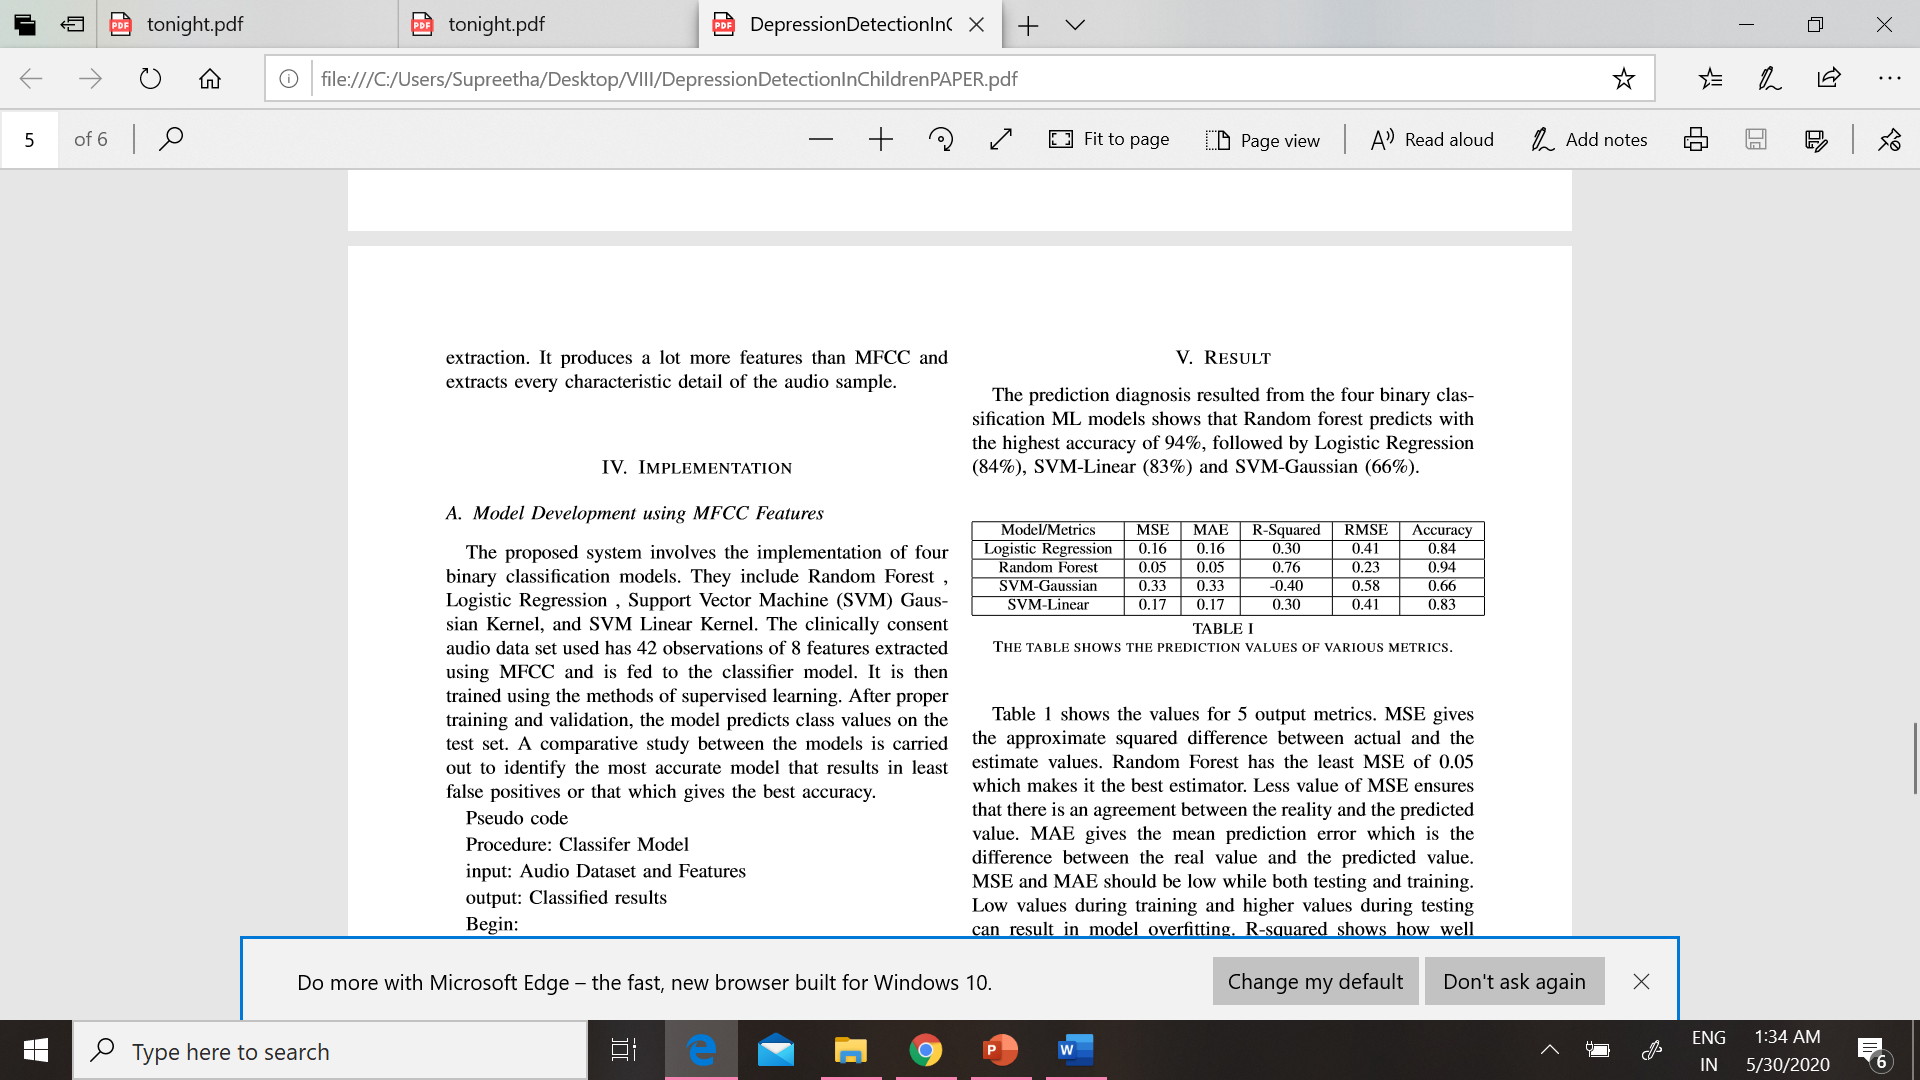 tonight.pdf
tonight.pdf
DepressionDetectionIn
file:///C:/Users/Supreetha/Desktop/VIII/DepressionDetectionInChildrenPAPER.pdf
5 of 6
Fit to page
Page view
Read aloud
Add notes
extraction. It produces a lot more features than MFCC and
extracts every characteristic detail of the audio sample.
IV. IMPLEMENTATION
A. Model Development using MFCC Features
The proposed system involves the implementation of four
binary classification models. They include Random Forest ,
Logistic Regression , Support Vector Machine (SVM) Gaus-
sian Kernel, and SVM Linear Kernel. The clinically consent
audio data set used has 42 observations of 8 features extracted
using MFCC and is fed to the classifier model. It is then
trained using the methods of supervised learning. After proper
training and validation, the model predicts class values on the
test set. A comparative study between the models is carried
out to identify the most accurate model that results in least
false positives or that which gives the best accuracy.
Pseudo code
Procedure: Classifer Model
input: Audio Dataset and Features
output: Classified results
Begin:
V. RESULT
The prediction diagnosis resulted from the four binary clas-
sification ML models shows that Random forest predicts with
the highest accuracy of 94%, followed by Logistic Regression
(84%), SVM-Linear (83%) and SVM-Gaussian (66%).
Model/Metrics MSE MAE R-Squared RMSE Accuracy
Logistic Regression 0.16 0.16 0.30 0.41 0.84
Random Forest 0.05 0.05 0.76 0.23 0.94
SVM-Gaussian 0.33 0.33 -0.40 0.58 0.66
SVM-Linear 0.17 0.17 0.30 0.41 0.83
TABLE I
THE TABLE SHOWS THE PREDICTION VALUES OF VARIOUS METRICS.
Table 1 shows the values for 5 output metrics. MSE gives
the approximate squared difference between actual and the
estimate values. Random Forest has the least MSE of 0.05
which makes it the best estimator. Less value of MSE ensures
that there is an agreement between the reality and the predicted
value. MAE gives the mean prediction error which is the
difference between the real value and the predicted value.
MSE and MAE should be low while both testing and training.
Low values during training and higher values during testing
can result in model overfitting. R-squared shows how well
Do more with Microsoft Edge – the fast, new browser built for Windows 10.
Change my default
Don't ask again
Type here to search
ENG
IN
1:34 AM
5/30/2020
6